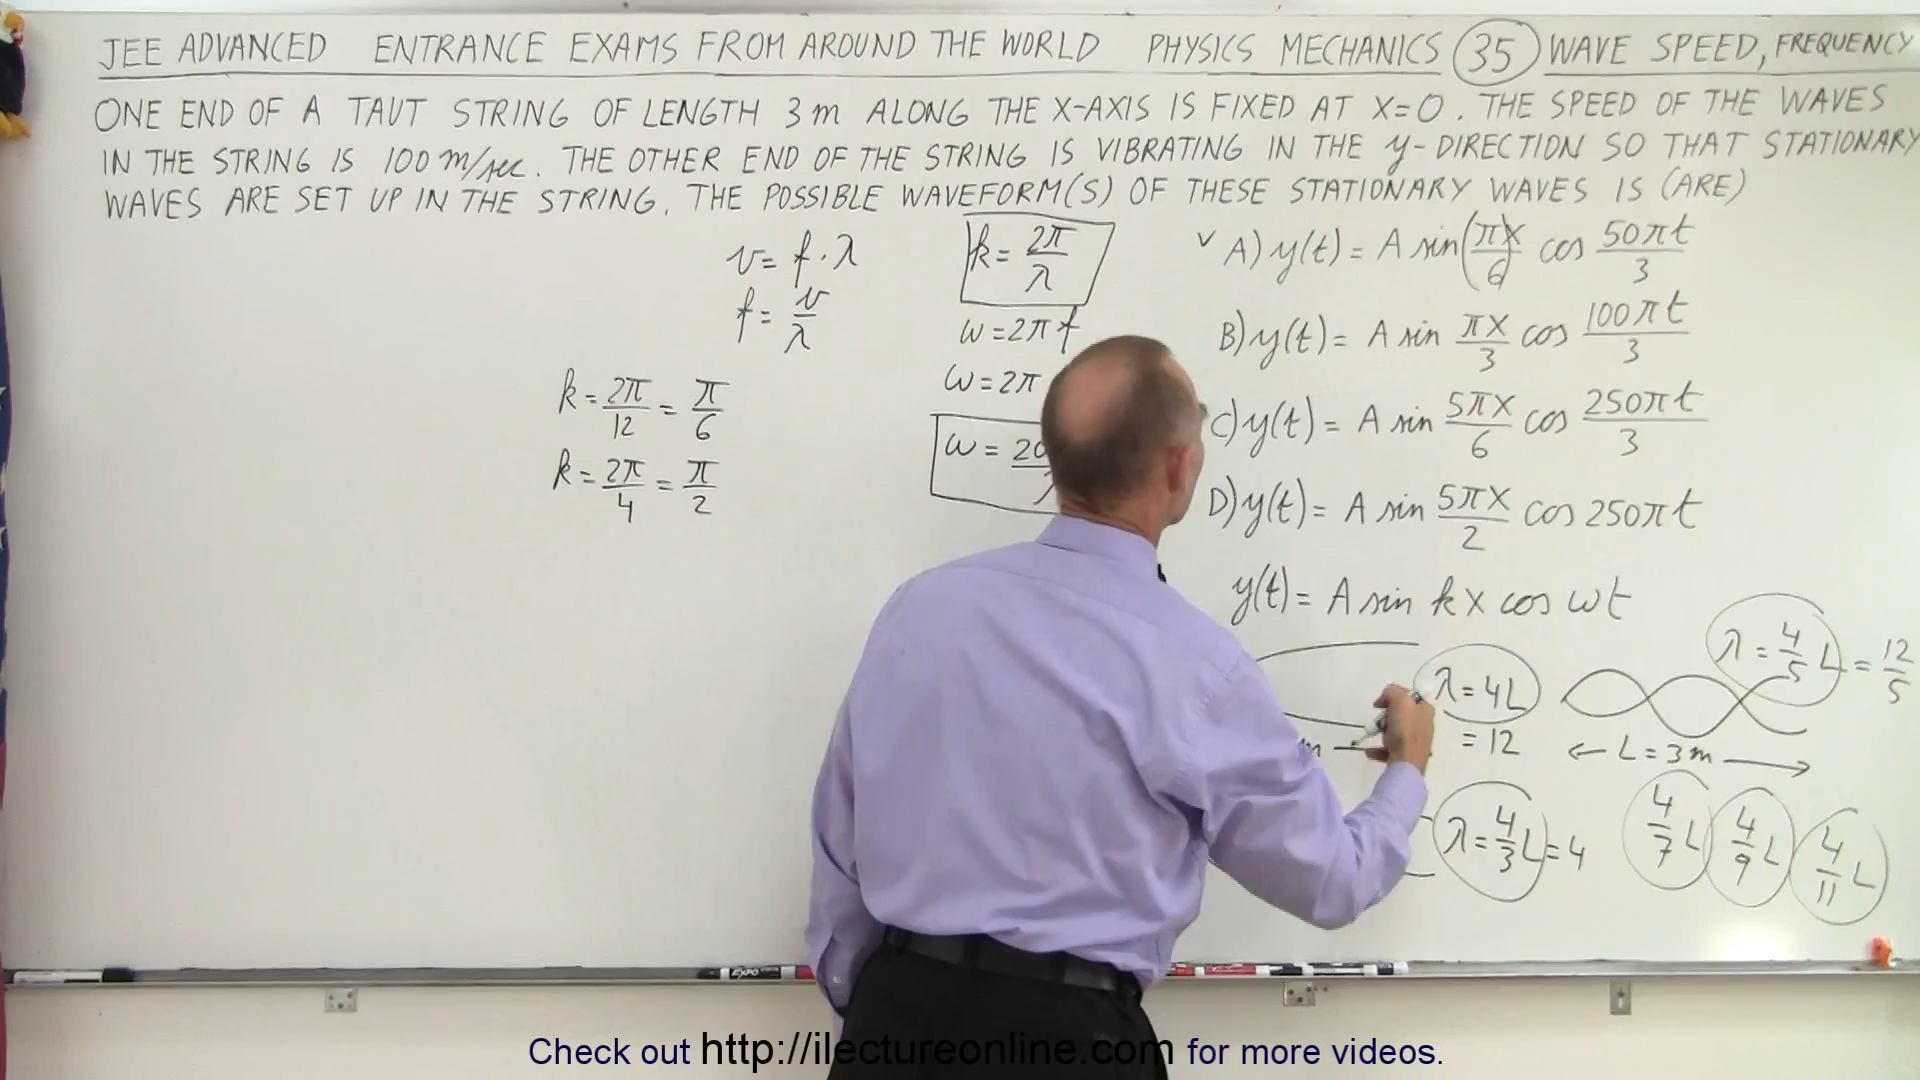 JEE ADVANCED ENTRANCE EXAMS FROM AROUND THE WORLD PHYSICS MECHANICS 35 WAVE SPEED, FREQUENCY
ONE END OF A TAUT STRING OF LENGTH 3 m ALONG THE X-AXIS IS FIXED AT X=0. THE SPEED OF THE WAVES
IN THE STRING IS 100 m/sec. THE OTHER END OF THE STRING IS VIBRATING IN THE y-DIRECTION SO THAT STATIONARY
WAVES ARE SET UP IN THE STRING. THE POSSIBLE WAVEFORM(S) OF THESE STATIONARY WAVES IS (ARE)
v = f · λ
f = v/λ
k = 2π/12 = π/6
k = 2π/4 = π/2
k = 2π/λ
ω = 2π f
ω = 2π
ω = 20
✓ A) y(t) = A sin(πx/6) cos 50πt/3
B) y(t) = A sin πx/3 cos 100πt/3
C) y(t) = A sin 5πx/6 cos 250πt/3
D) y(t) = A sin 5πx/2 cos 250πt
y(t) = A sin kx cos ωt
λ = 4L
= 12
m
λ = 4/5 L = 12/5
← L = 3 m →
λ = 4/3 L = 4
4/7 L 4/9 L 4/11 L
EXPO
Check out http://ilectureonline.com for more videos.